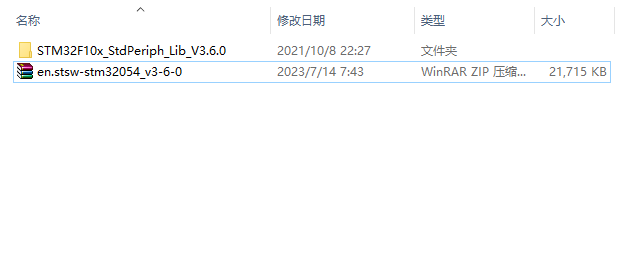 名称 修改日期 类型 大小
STM32F10x_StdPeriph_Lib_V3.6.0 2021/10/8 22:27 文件夹
en.stsw-stm32054_v3-6-0 2023/7/14 7:43 WinRAR ZIP 压缩... 21,715 KB